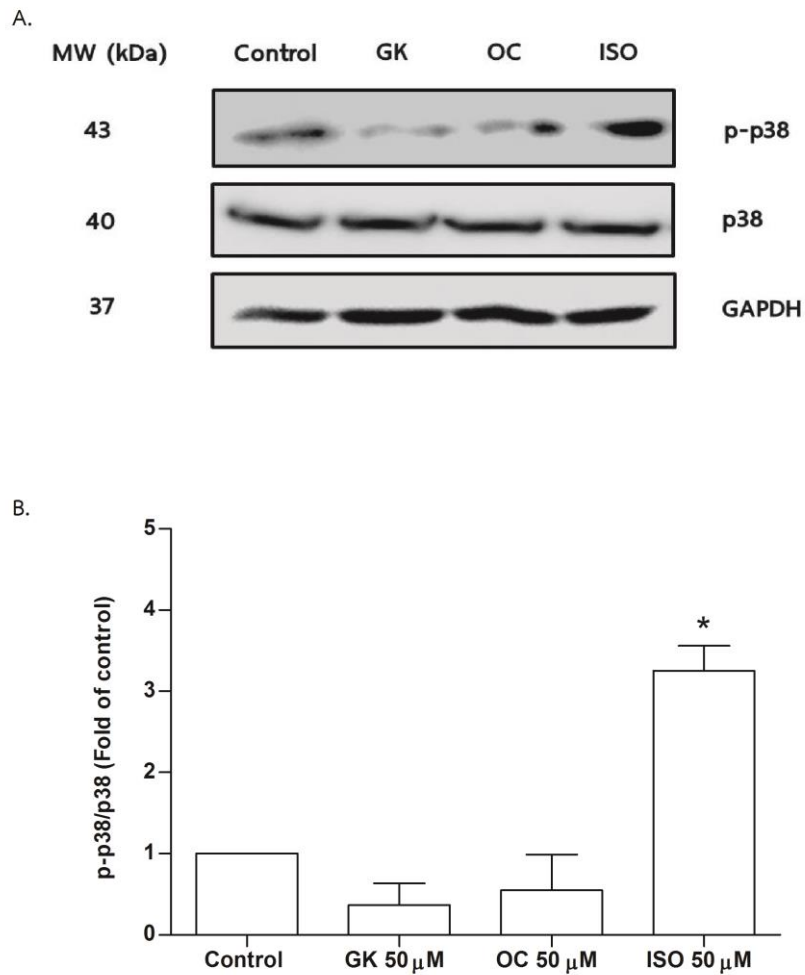 A.
MW (kDa) Control GK OC ISO
43 p-p38
40 p38
37 GAPDH
B.
p-p38/p38 (Fold of control)
5
4
3
2
1
0
*
Control GK 50 μM OC 50 μM ISO 50 μM